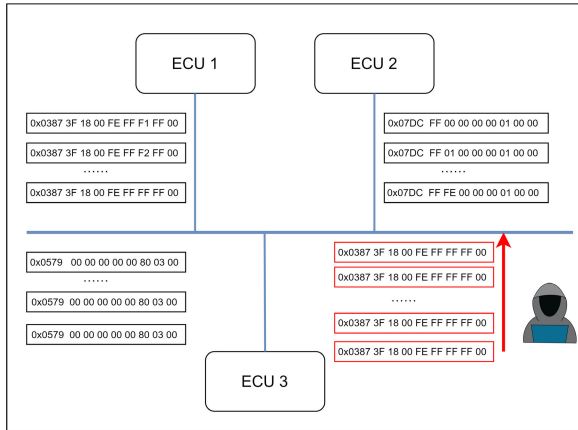 ECU 1
ECU 2
0x0387 3F 18 00 FE FF F1 FF 00
0x0387 3F 18 00 FE FF F2 FF 00
......
0x0387 3F 18 00 FE FF FF FF 00
0x07DC FF 00 00 00 00 01 00 00
0x07DC FF 01 00 00 00 01 00 00
......
0x07DC FF FE 00 00 00 01 00 00
0x0579 00 00 00 00 00 80 03 00
......
0x0579 00 00 00 00 00 80 03 00
0x0579 00 00 00 00 00 80 03 00
0x0387 3F 18 00 FE FF FF FF 00
0x0387 3F 18 00 FE FF FF FF 00
......
0x0387 3F 18 00 FE FF FF FF 00
0x0387 3F 18 00 FE FF FF FF 00
ECU 3